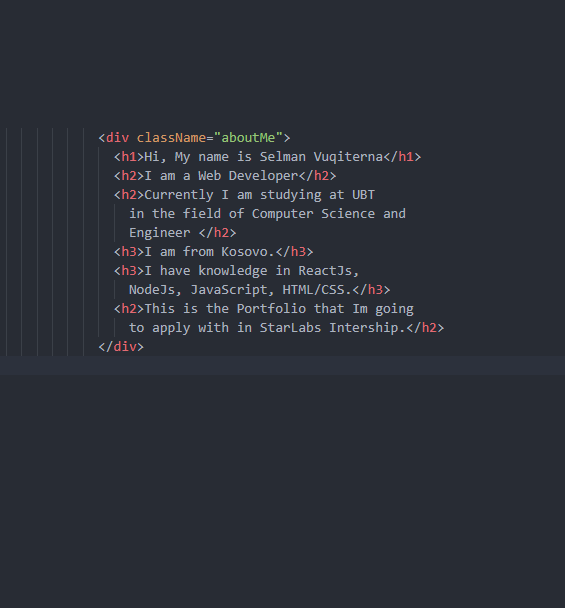 <div className="aboutMe">
<h1>Hi, My name is Selman Vuqiterna</h1>
<h2>I am a Web Developer</h2>
<h2>Currently I am studying at UBT
in the field of Computer Science and
Engineer </h2>
<h3>I am from Kosovo.</h3>
<h3>I have knowledge in ReactJs,
NodeJs, JavaScript, HTML/CSS.</h3>
<h2>This is the Portfolio that Im going
to apply with in StarLabs Intership.</h2>
</div>